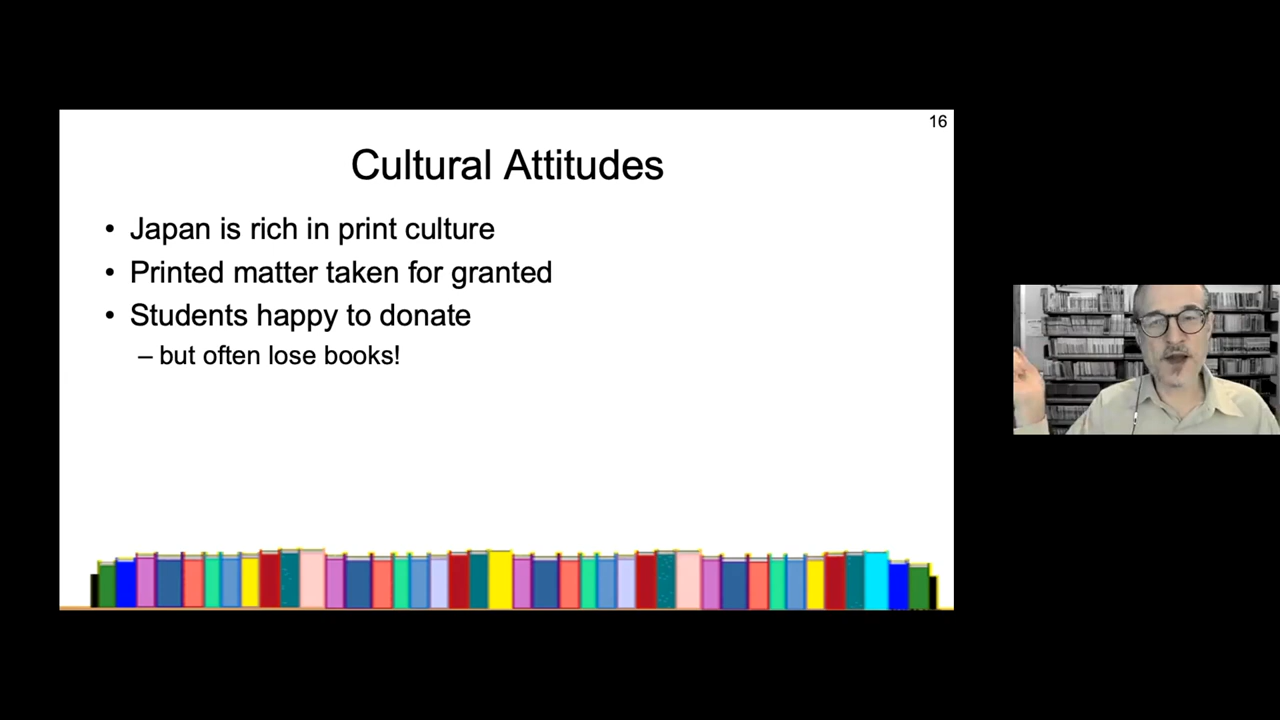 16
Cultural Attitudes
• Japan is rich in print culture
• Printed matter taken for granted
• Students happy to donate
– but often lose books!